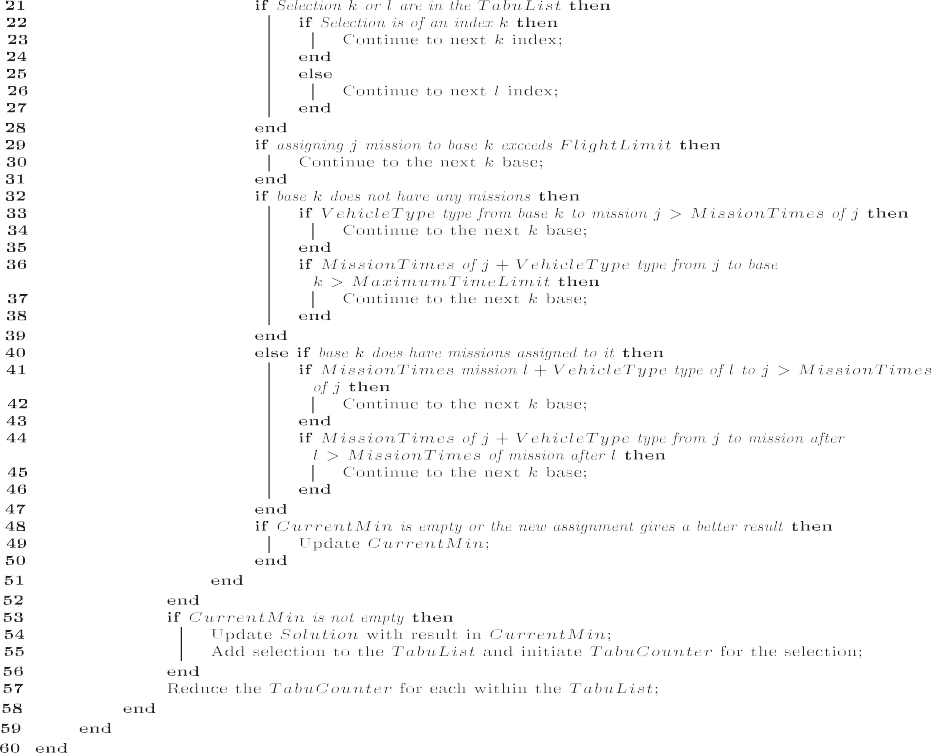 21 if Selection k or l are in the TabuList then
22 if Selection is of an index k then
23 Continue to next k index;
24 end
25 else
26 Continue to next l index;
27 end
28 end
29 if assigning j mission to base k exceeds FlightLimit then
30 Continue to the next k base;
31 end
32 if base k does not have any missions then
33 if VehicleType type from base k to mission j > MissionTimes of j then
34 Continue to the next k base;
35 end
36 if MissionTimes of j + VehicleType type from j to base
k > MaximumTimeLimit then
37 Continue to the next k base;
38 end
39 end
40 else if base k does have missions assigned to it then
41 if MissionTimes mission l + VehicleType type of l to j > MissionTimes
of j then
42 Continue to the next k base;
43 end
44 if MissionTimes of j + VehicleType type from j to mission after
l > MissionTimes of mission after l then
45 Continue to the next k base;
46 end
47 end
48 if CurrentMin is empty or the new assignment gives a better result then
49 Update CurrentMin;
50 end
51 end
52 end
53 if CurrentMin is not empty then
54 Update Solution with result in CurrentMin;
55 Add selection to the TabuList and initiate TabuCounter for the selection;
56 end
57 Reduce the TabuCounter for each within the TabuList;
58 end
59 end
60 end